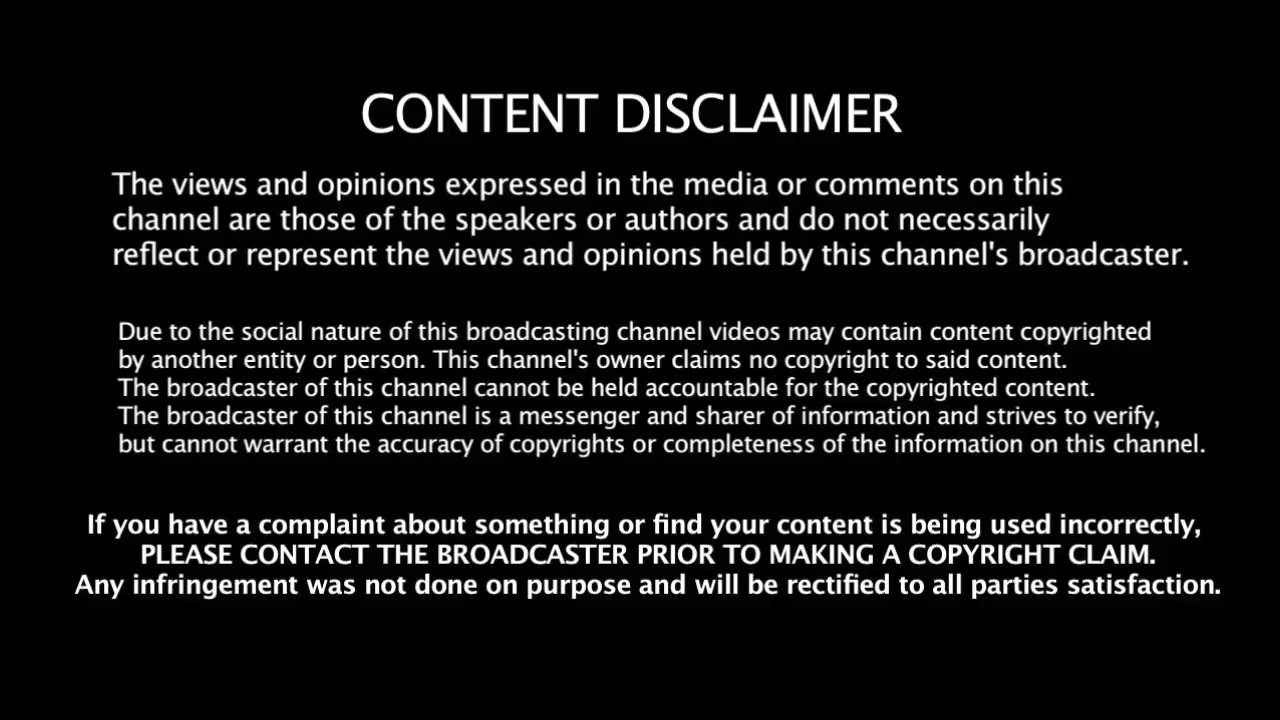 CONTENT DISCLAIMER
The views and opinions expressed in the media or comments on this
channel are those of the speakers or authors and do not necessarily
reflect or represent the views and opinions held by this channel's broadcaster.
Due to the social nature of this broadcasting channel videos may contain content copyrighted
by another entity or person. This channel's owner claims no copyright to said content.
The broadcaster of this channel cannot be held accountable for the copyrighted content.
The broadcaster of this channel is a messenger and sharer of information and strives to verify,
but cannot warrant the accuracy of copyrights or completeness of the information on this channel.
If you have a complaint about something or find your content is being used incorrectly,
PLEASE CONTACT THE BROADCASTER PRIOR TO MAKING A COPYRIGHT CLAIM.
Any infringement was not done on purpose and will be rectified to all parties satisfaction.